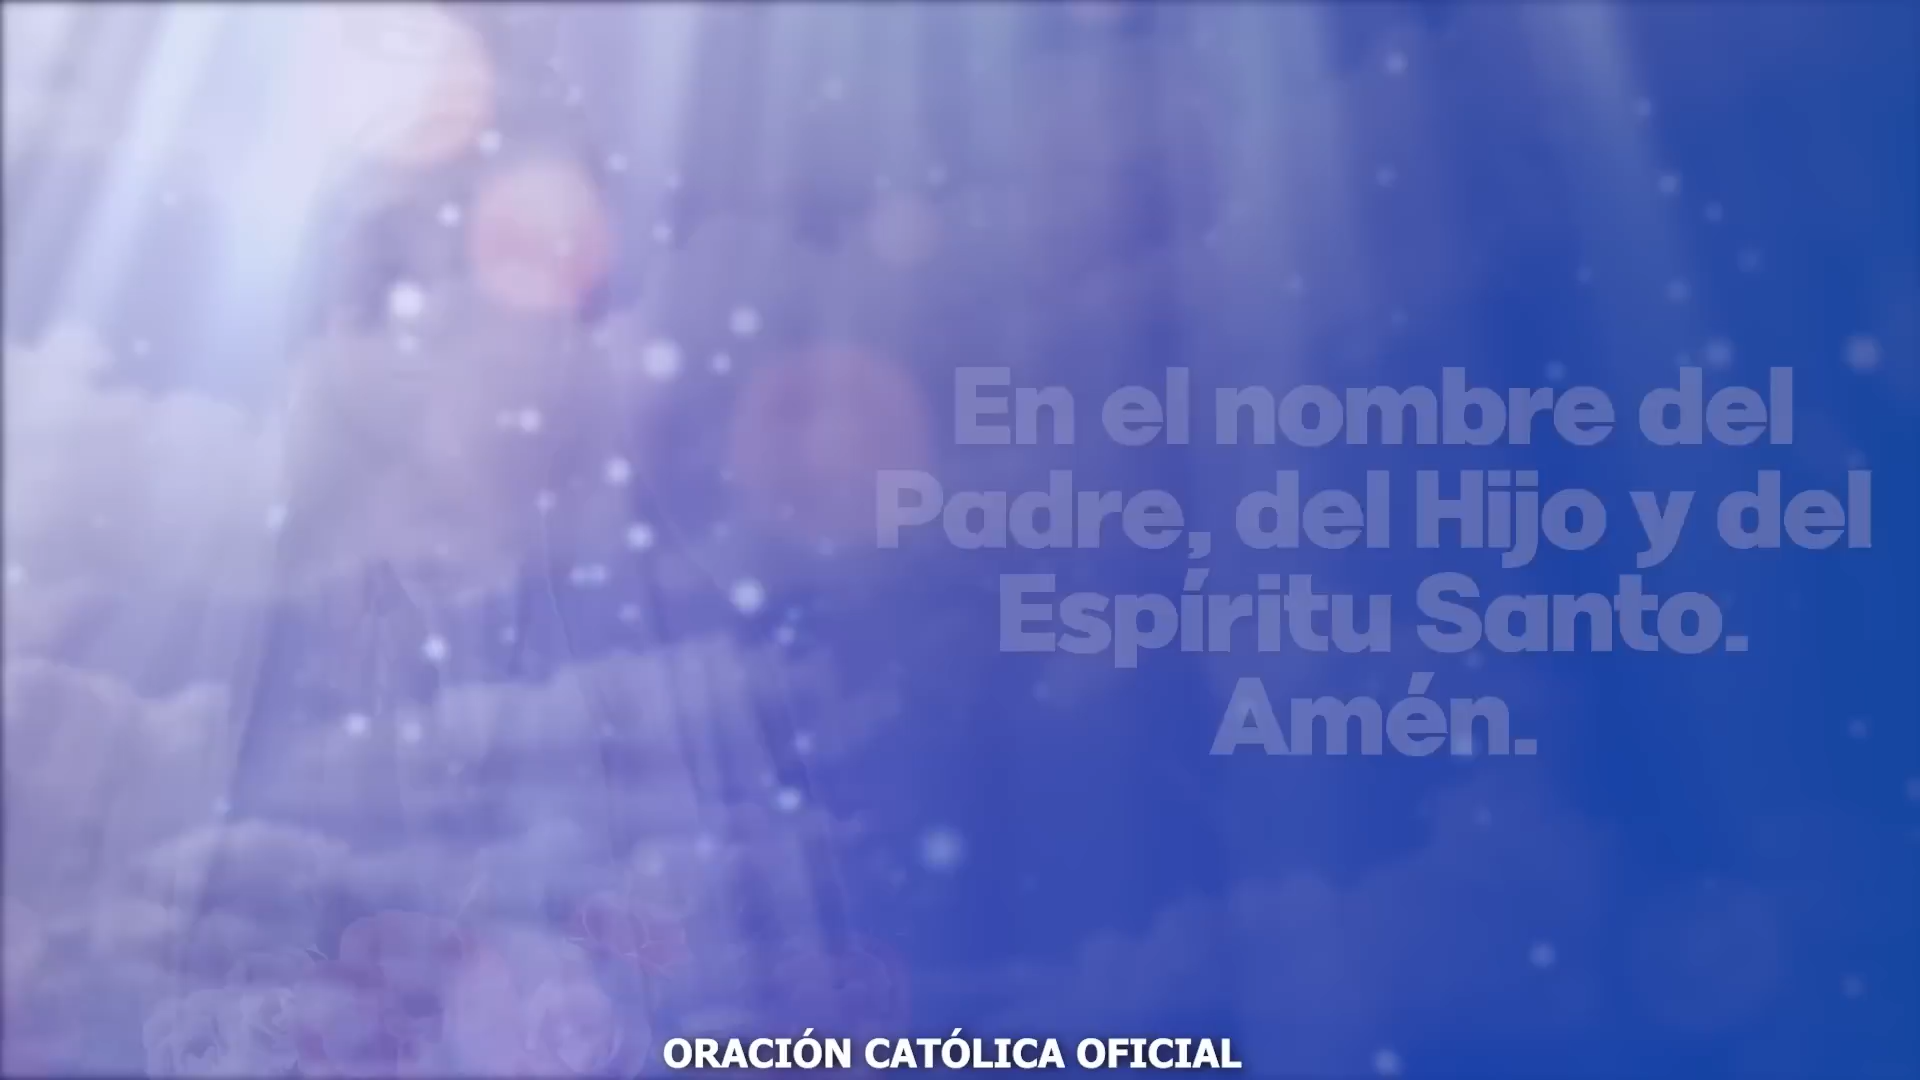 En el nombre del
Padre, del Hijo y del
Espíritu Santo.
Amén.
ORACIÓN CATÓLICA OFICIAL